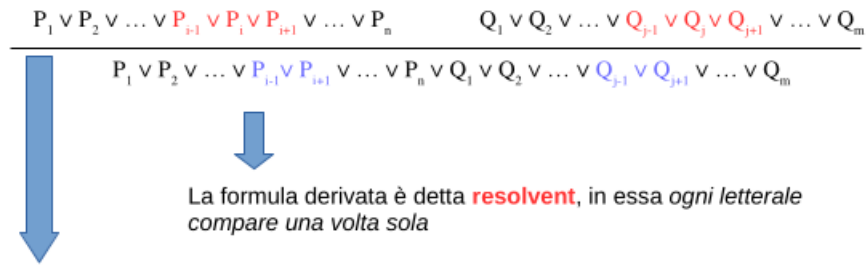 P₁ ∨ P₂ ∨ … ∨ Pᵢ₋₁ ∨ Pᵢ ∨ Pᵢ₊₁ ∨ … ∨ Pₙ Q₁ ∨ Q₂ ∨ … ∨ Qⱼ₋₁ ∨ Qⱼ ∨ Qⱼ₊₁ ∨ … ∨ Qₘ
P₁ ∨ P₂ ∨ … ∨ Pᵢ₋₁ ∨ Pᵢ₊₁ ∨ … ∨ Pₙ ∨ Q₁ ∨ Q₂ ∨ … ∨ Qⱼ₋₁ ∨ Qⱼ₊₁ ∨ … ∨ Qₘ
La formula derivata è detta resolvent, in essa ogni letterale
compare una volta sola